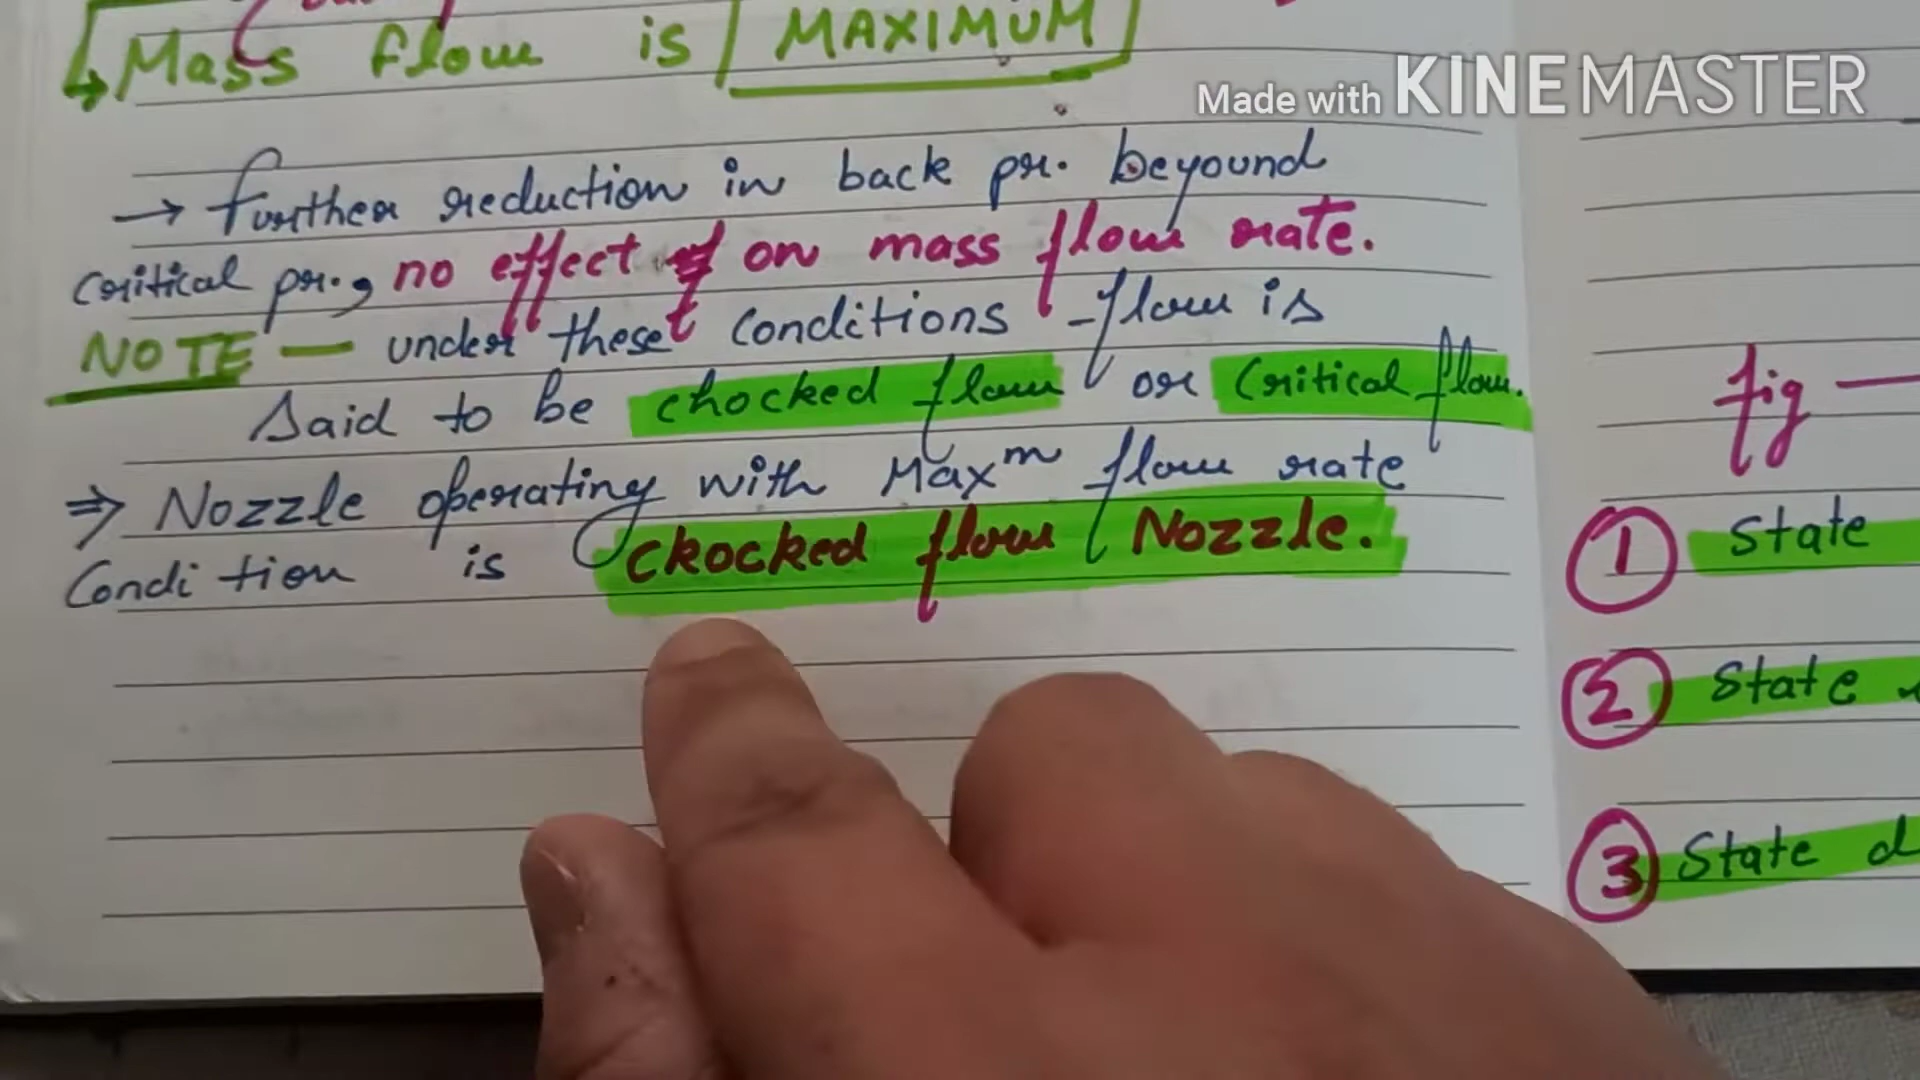 Mass flow is MAXIMUM
Made with KINEMASTER
→ further reduction in back pr. beyound
critical pr., no effect on mass flow rate.
NOTE — under these conditions flow is
Said to be chocked flow or Critical flow.
⇒ Nozzle operating with Maxᵐ flow rate
Condition is Ckocked flow Nozzle.
fig —
① State
② State
③ State d